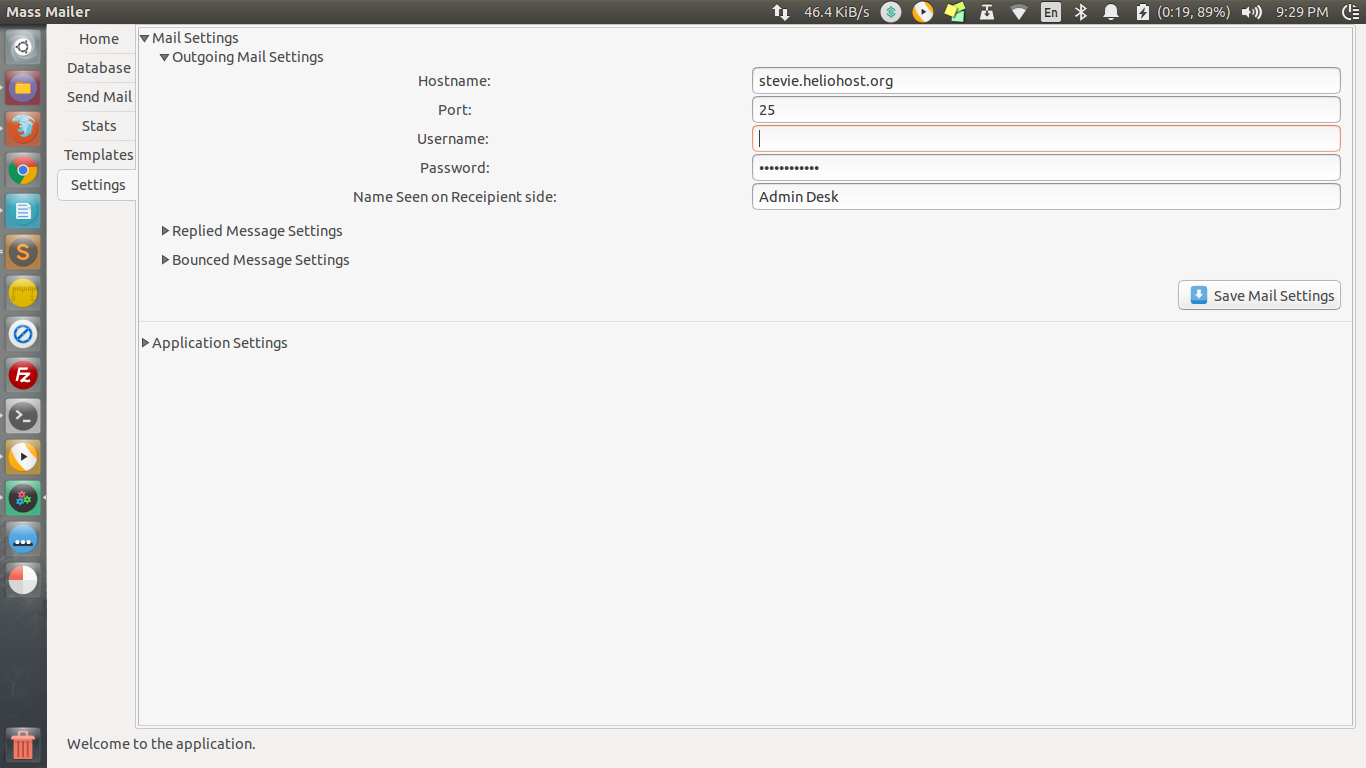 Mass Mailer 46.4 KiB/s En (0:19, 89%) 9:29 PM
Home
Database
Send Mail
Stats
Templates
Settings
Mail Settings
Outgoing Mail Settings
Hostname: stevie.heliohost.org
Port: 25
Username:
Password: ••••••••••••
Name Seen on Receipient side: Admin Desk
Replied Message Settings
Bounced Message Settings
Save Mail Settings
Application Settings
S
Fz
>_
Welcome to the application.